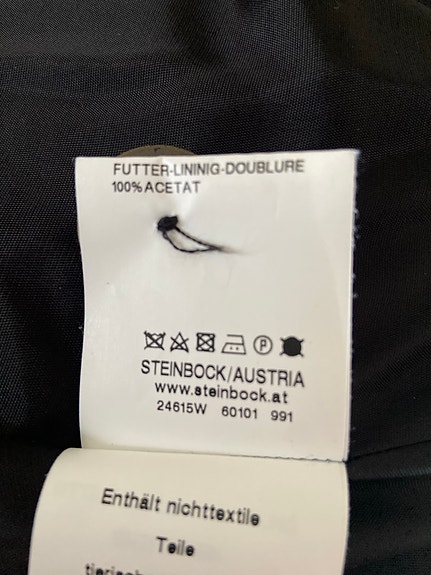 FUTTER-LININIG-DOUBLURE
100% ACETAT
P
STEINBOCK/AUSTRIA
www.steinbock.at
24615W 60101 991
Enthält nichttextile
Teile